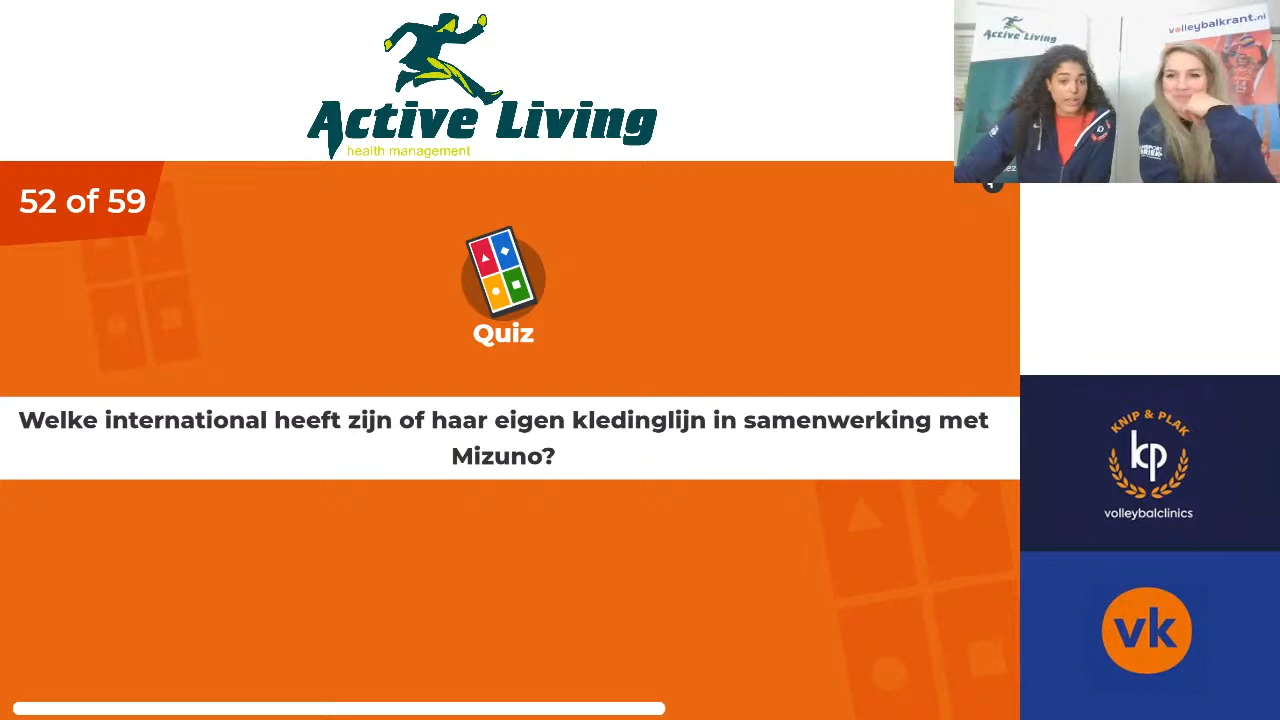 Active Living
health management
Active Living
volleybalkrant.nl
52 of 59
Quiz
Welke international heeft zijn of haar eigen kledinglijn in samenwerking met
Mizuno?
KNIP & PLAK
kp
volleybalclinics
vk